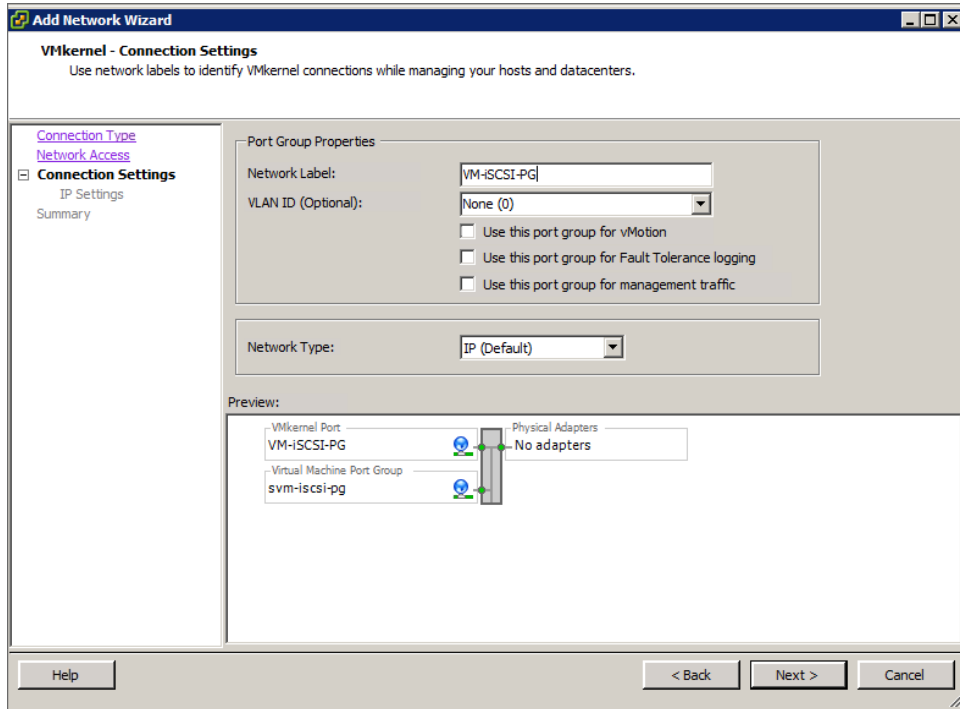 Add Network Wizard
VMkernel - Connection Settings
Use network labels to identify VMkernel connections while managing your hosts and datacenters.
Connection Type
Network Access
Connection Settings
IP Settings
Summary
Port Group Properties
Network Label: VM-iSCSI-PG
VLAN ID (Optional): None (0)
Use this port group for vMotion
Use this port group for Fault Tolerance logging
Use this port group for management traffic
Network Type: IP (Default)
Preview:
VMkernel Port Physical Adapters
VM-iSCSI-PG No adapters
Virtual Machine Port Group
svm-iscsi-pg
Help < Back Next > Cancel